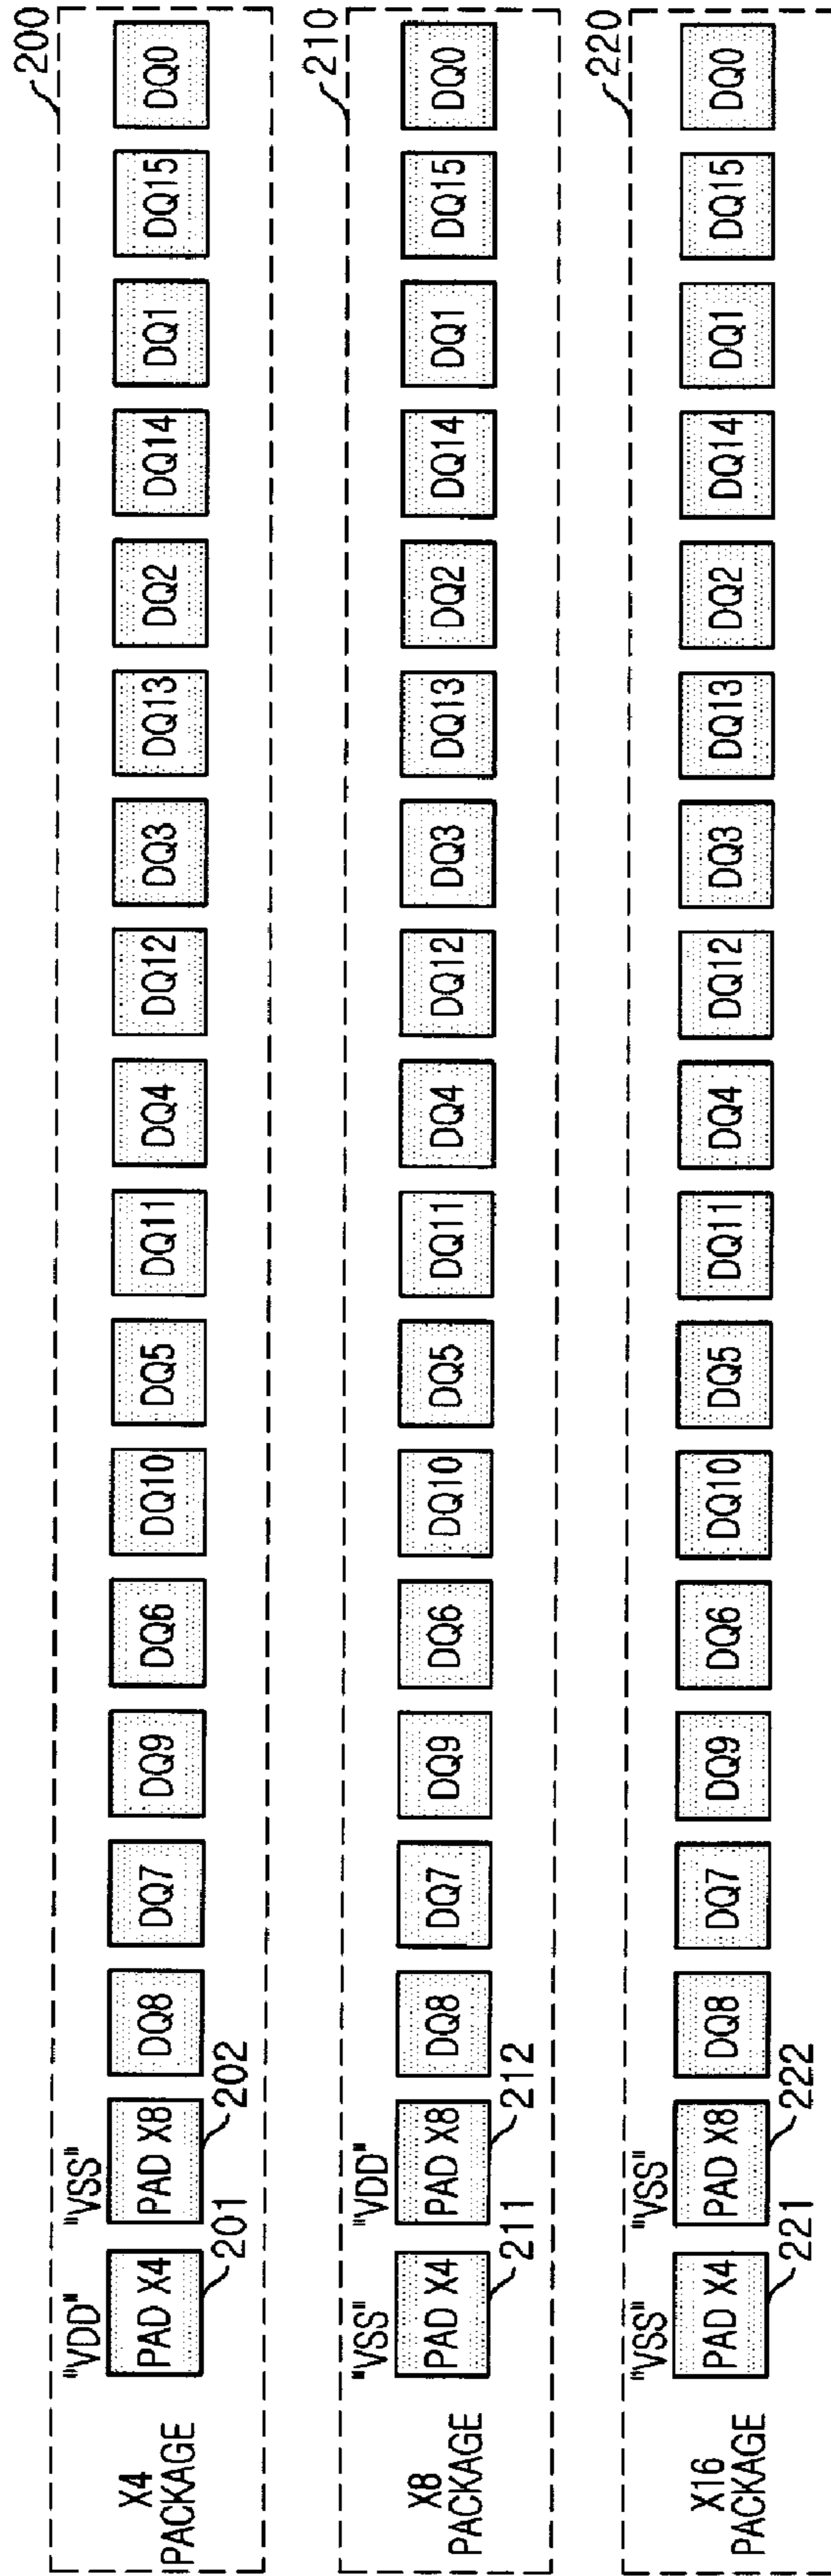 200
X4
PACKAGE
"VDD"
PAD X4
201
"VSS"
PAD X8
202
DQ8
DQ7
DQ9
DQ6
DQ10
DQ5
DQ11
DQ4
DQ12
DQ3
DQ13
DQ2
DQ14
DQ1
DQ15
DQ0
210
X8
PACKAGE
"VSS"
PAD X4
211
"VDD"
PAD X8
212
DQ8
DQ7
DQ9
DQ6
DQ10
DQ5
DQ11
DQ4
DQ12
DQ3
DQ13
DQ2
DQ14
DQ1
DQ15
DQ0
220
X16
PACKAGE
"VSS"
PAD X4
221
"VSS"
PAD X8
222
DQ8
DQ7
DQ9
DQ6
DQ10
DQ5
DQ11
DQ4
DQ12
DQ3
DQ13
DQ2
DQ14
DQ1
DQ15
DQ0